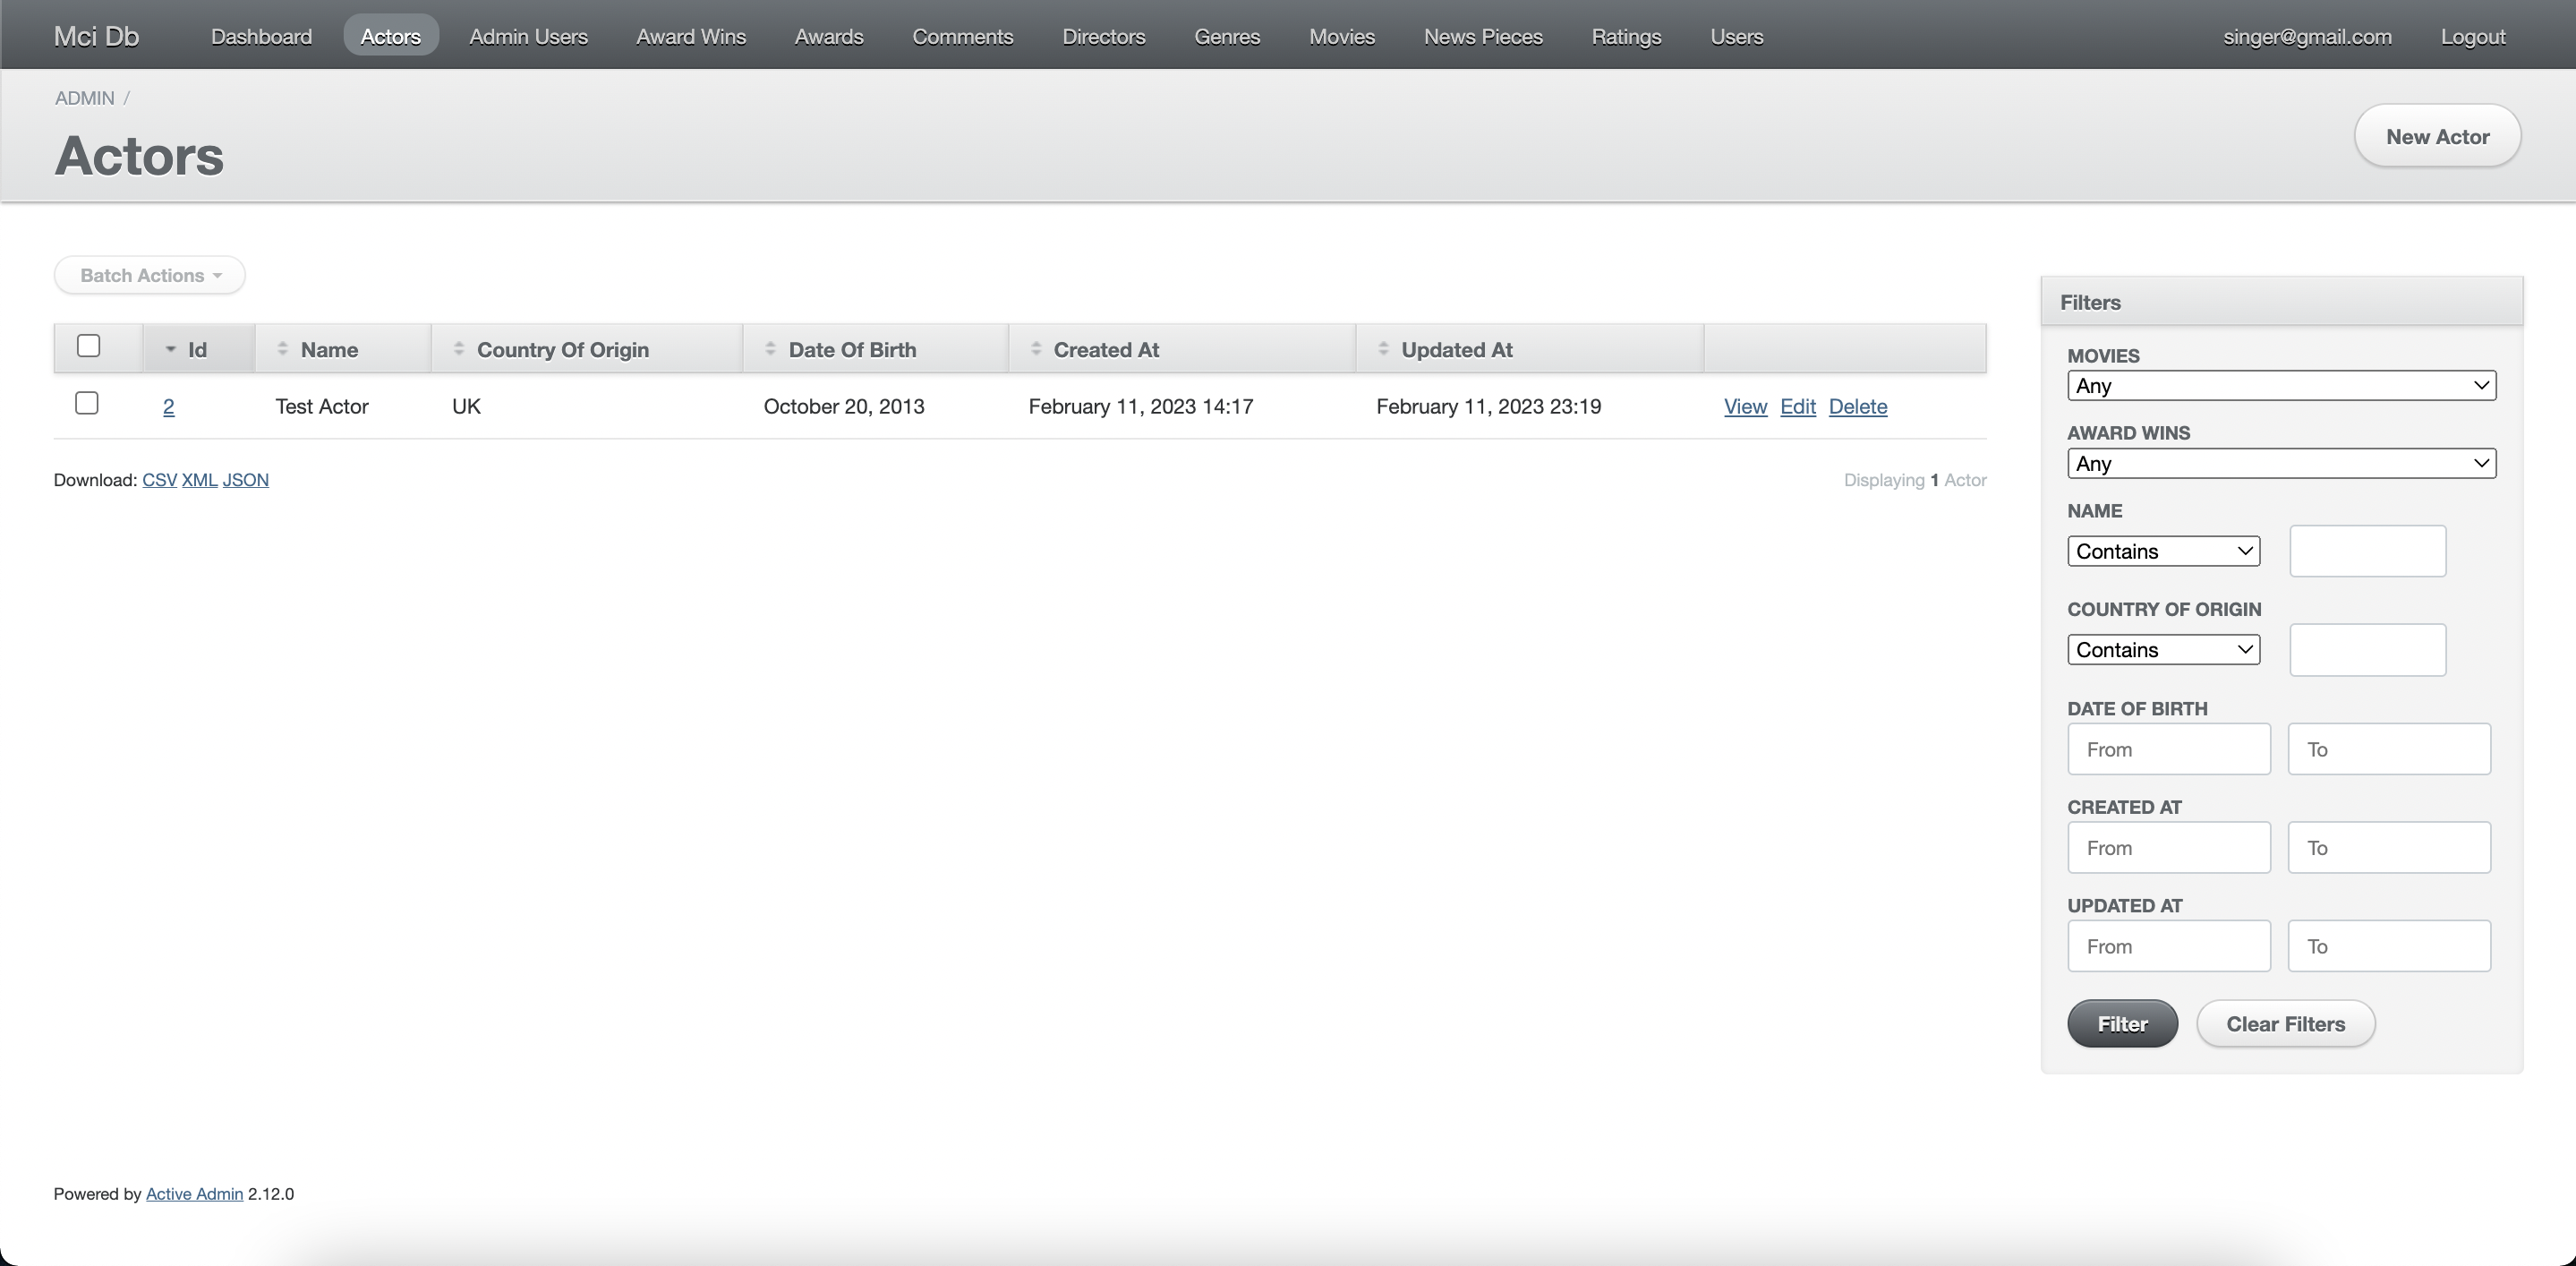 Mci Db Dashboard Actors Admin Users Award Wins Awards Comments Directors Genres Movies News Pieces Ratings Users singer@gmail.com Logout
ADMIN /
Actors
New Actor
Batch Actions
Id Name Country Of Origin Date Of Birth Created At Updated At
2 Test Actor UK October 20, 2013 February 11, 2023 14:17 February 11, 2023 23:19 View Edit Delete
Download: CSV XML JSON
Displaying 1 Actor
Filters
MOVIES
Any
AWARD WINS
Any
NAME
Contains
COUNTRY OF ORIGIN
Contains
DATE OF BIRTH
From To
CREATED AT
From To
UPDATED AT
From To
Filter Clear Filters
Powered by Active Admin 2.12.0